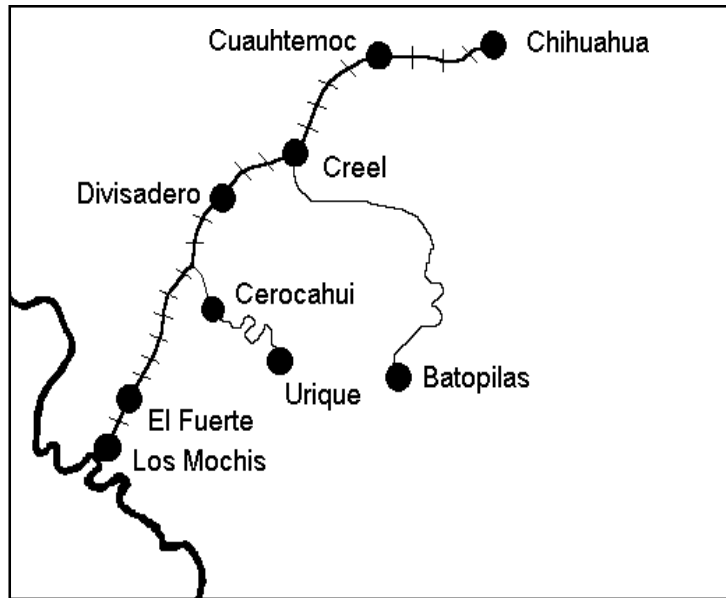 Cuauhtemoc
Chihuahua
Creel
Divisadero
Cerocahui
Urique
Batopilas
El Fuerte
Los Mochis